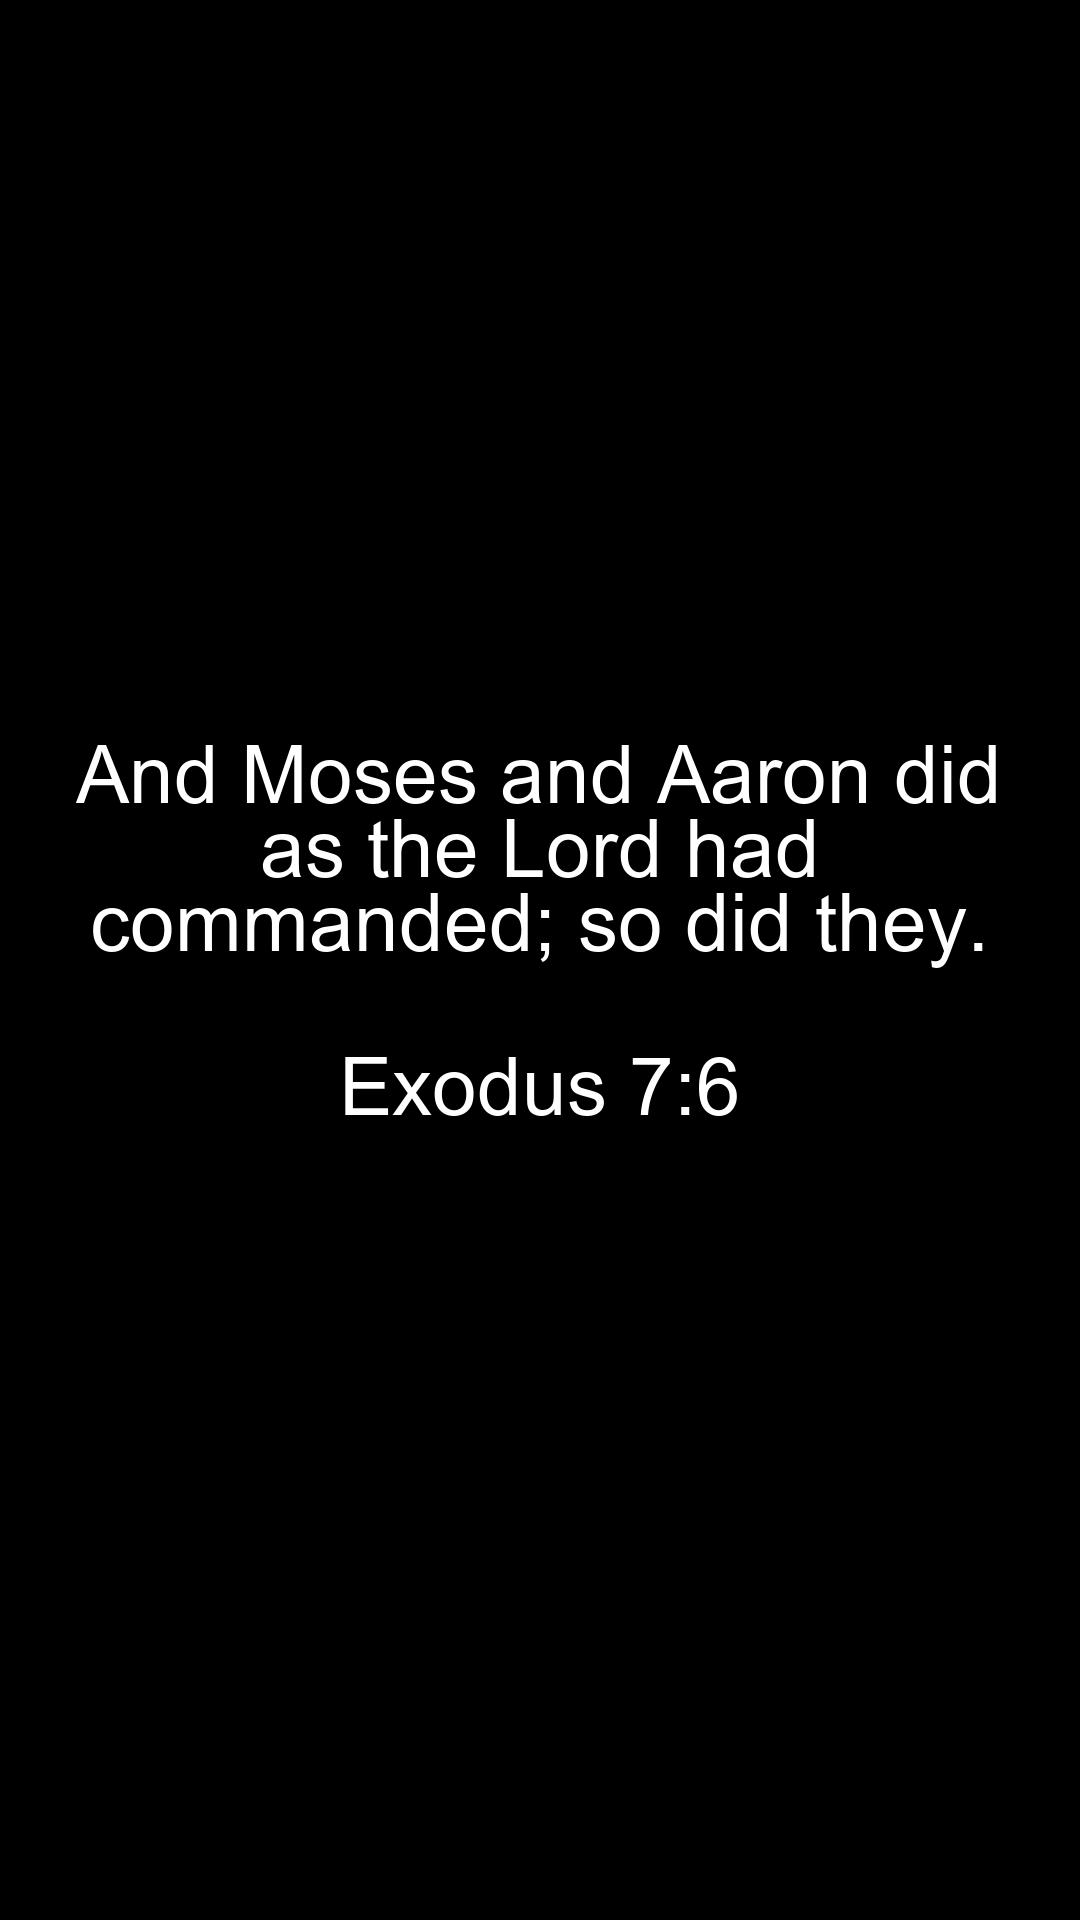 And Moses and Aaron did
as the Lord had
commanded; so did they.
Exodus 7:6